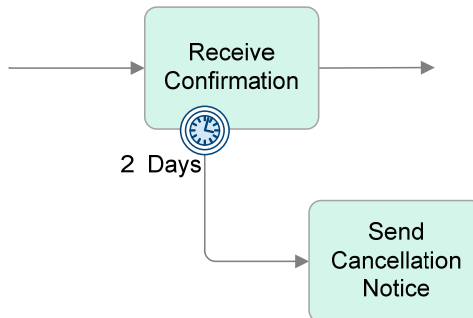 Receive
Confirmation
2 Days
Send
Cancellation
Notice